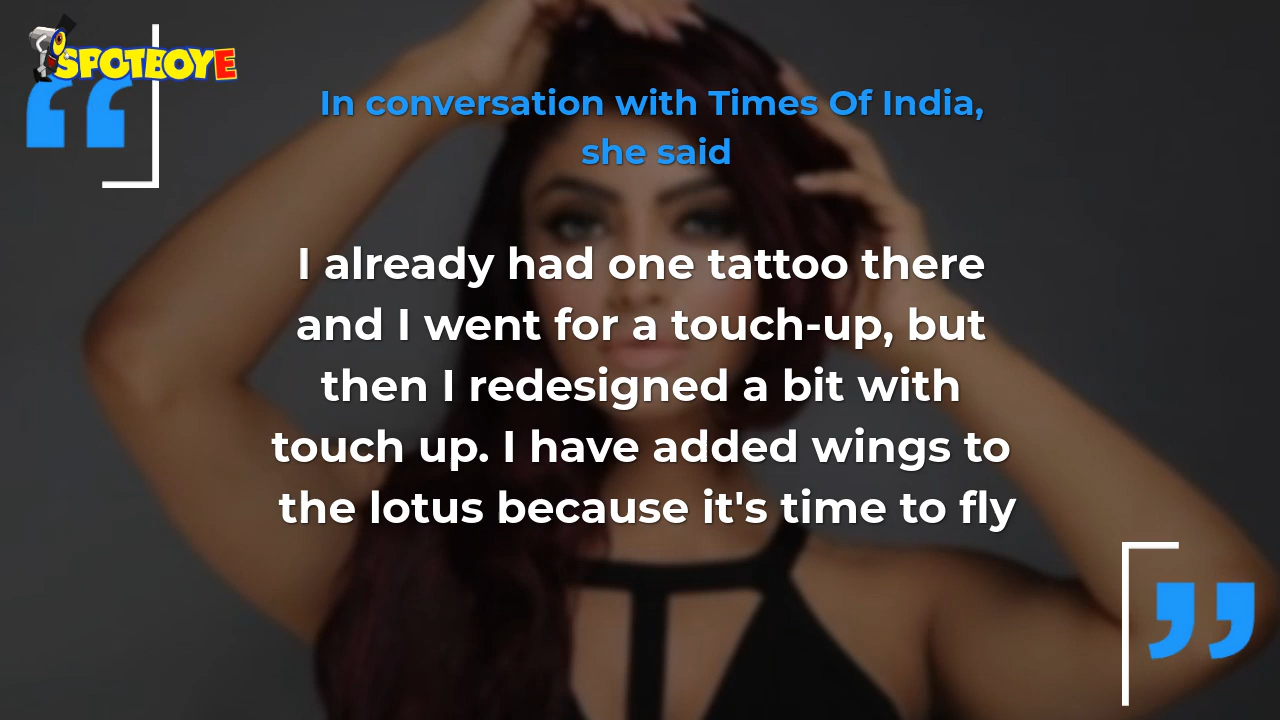 SPOTBOYE
In conversation with Times Of India,
she said
I already had one tattoo there
and I went for a touch-up, but
then I redesigned a bit with
touch up. I have added wings to
the lotus because it's time to fly